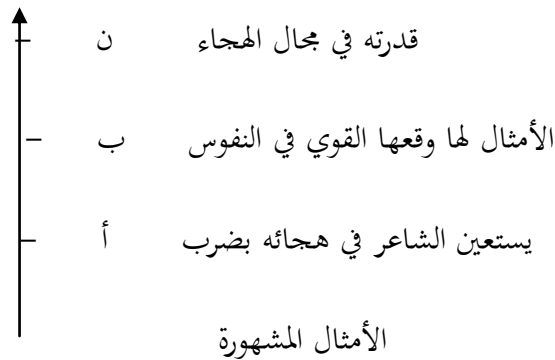 ن قدرته في مجال الهجاء
ب الأمثال لها وقعها القوي في النفوس
أ يستعين الشاعر في هجائه بضرب
الأمثال المشهورة